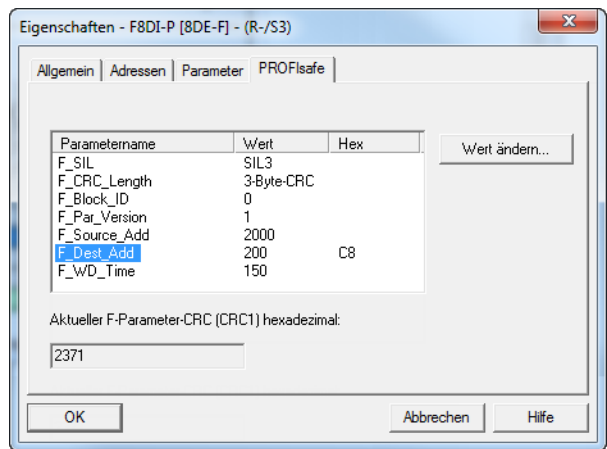 Eigenschaften - F8DI-P [8DE-F] - (R-/S3)
Allgemein Adressen Parameter PROFIsafe
Parametername Wert Hex
F_SIL SIL3
F_CRC_Length 3-Byte-CRC
F_Block_ID 0
F_Par_Version 1
F_Source_Add 2000
F_Dest_Add 200 C8
F_WD_Time 150
Wert ändern...
Aktueller F-Parameter-CRC (CRC1) hexadezimal:
2371
OK Abbrechen Hilfe